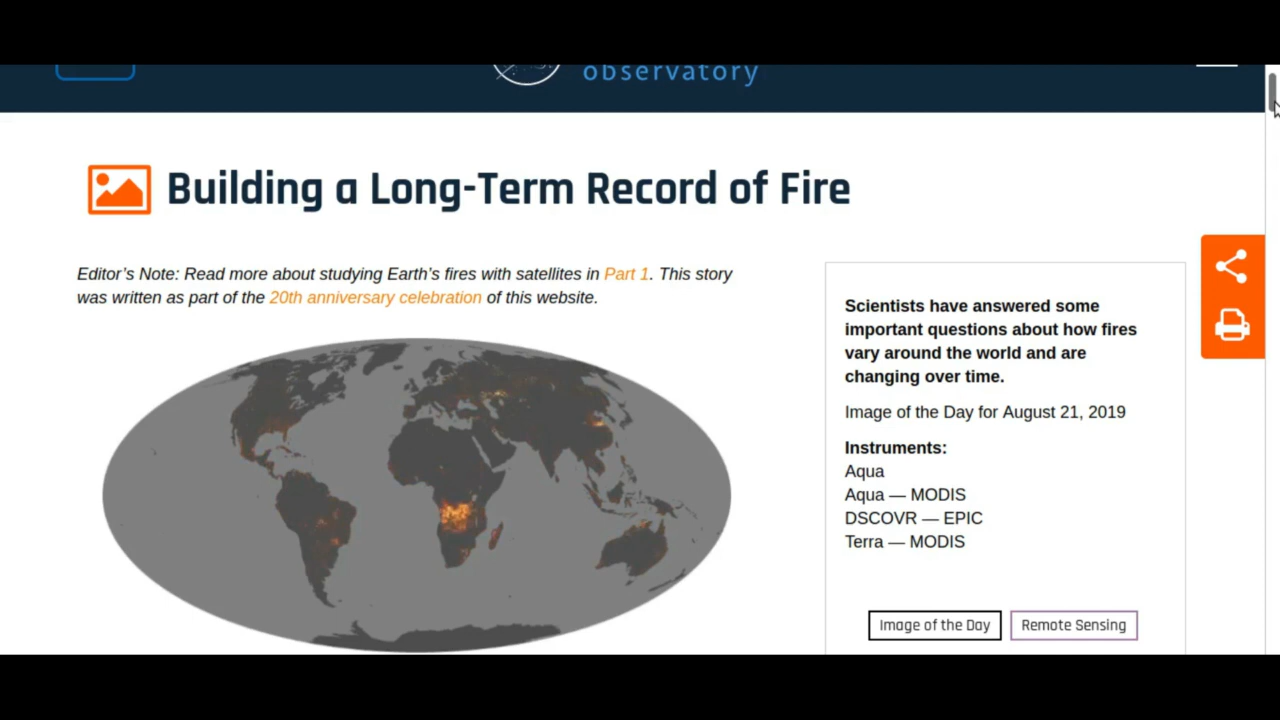 observatory
Building a Long-Term Record of Fire
Editor’s Note: Read more about studying Earth’s fires with satellites in Part 1. This story
was written as part of the 20th anniversary celebration of this website.
Scientists have answered some
important questions about how fires
vary around the world and are
changing over time.
Image of the Day for August 21, 2019
Instruments:
Aqua
Aqua — MODIS
DSCOVR — EPIC
Terra — MODIS
Image of the Day
Remote Sensing